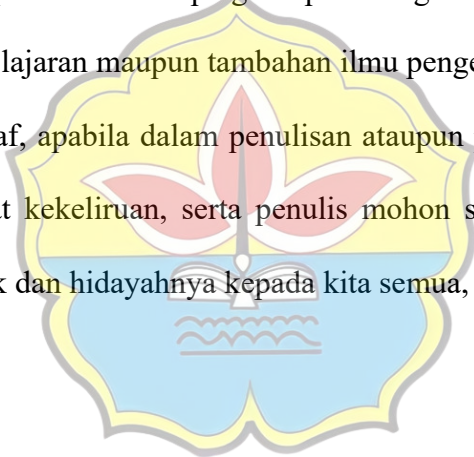 lajaran maupun tambahan ilmu penge
af, apabila dalam penulisan ataupun
t kekeliruan, serta penulis mohon s
k dan hidayahnya kepada kita semua,